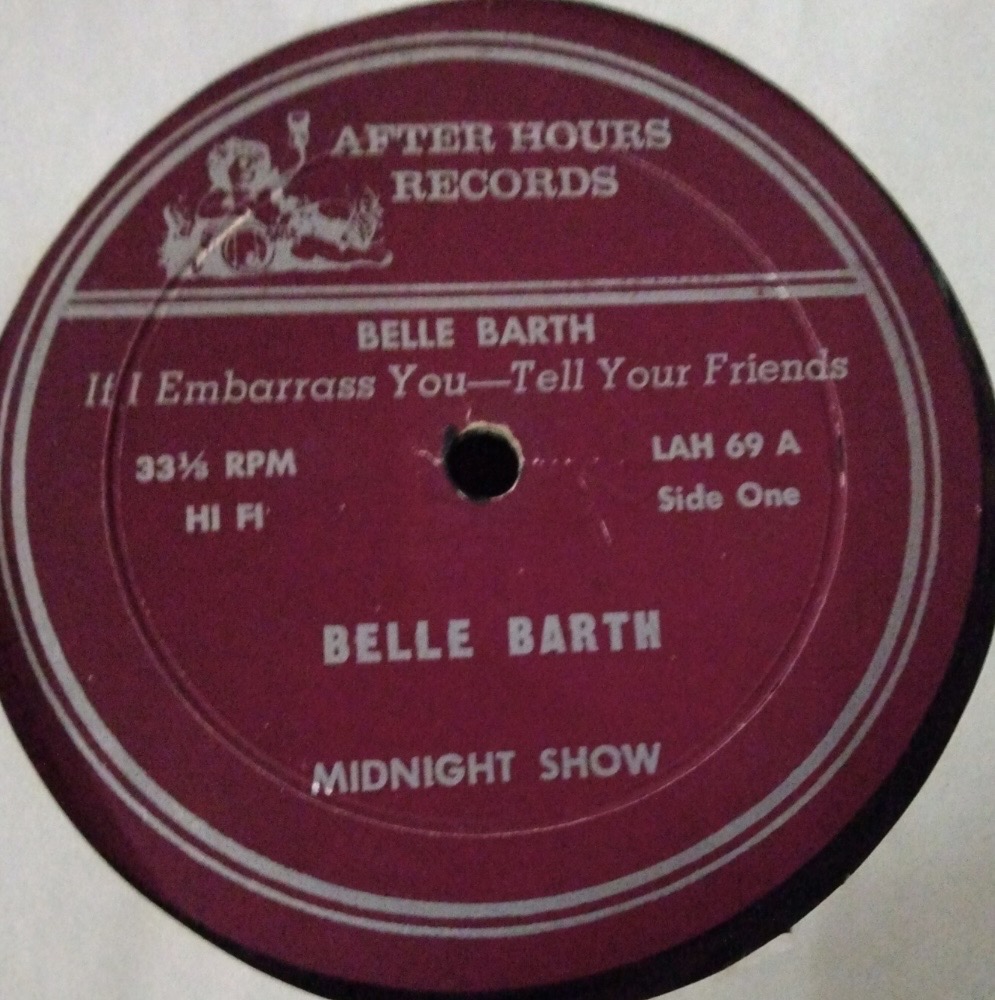 AFTER HOURS
RECORDS
BELLE BARTH
If I Embarrass You—Tell Your Friends
33⅓ RPM
HI FI
LAH 69 A
Side One
BELLE BARTH
MIDNIGHT SHOW